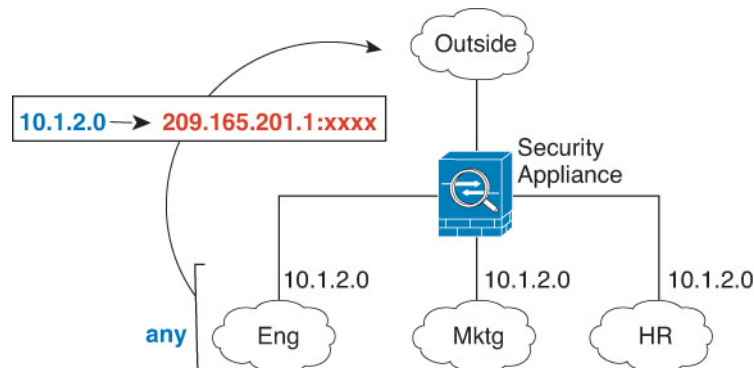 Outside
10.1.2.0 209.165.201.1:xxxx
Security
Appliance
10.1.2.0
10.1.2.0
10.1.2.0
any
Eng
Mktg
HR